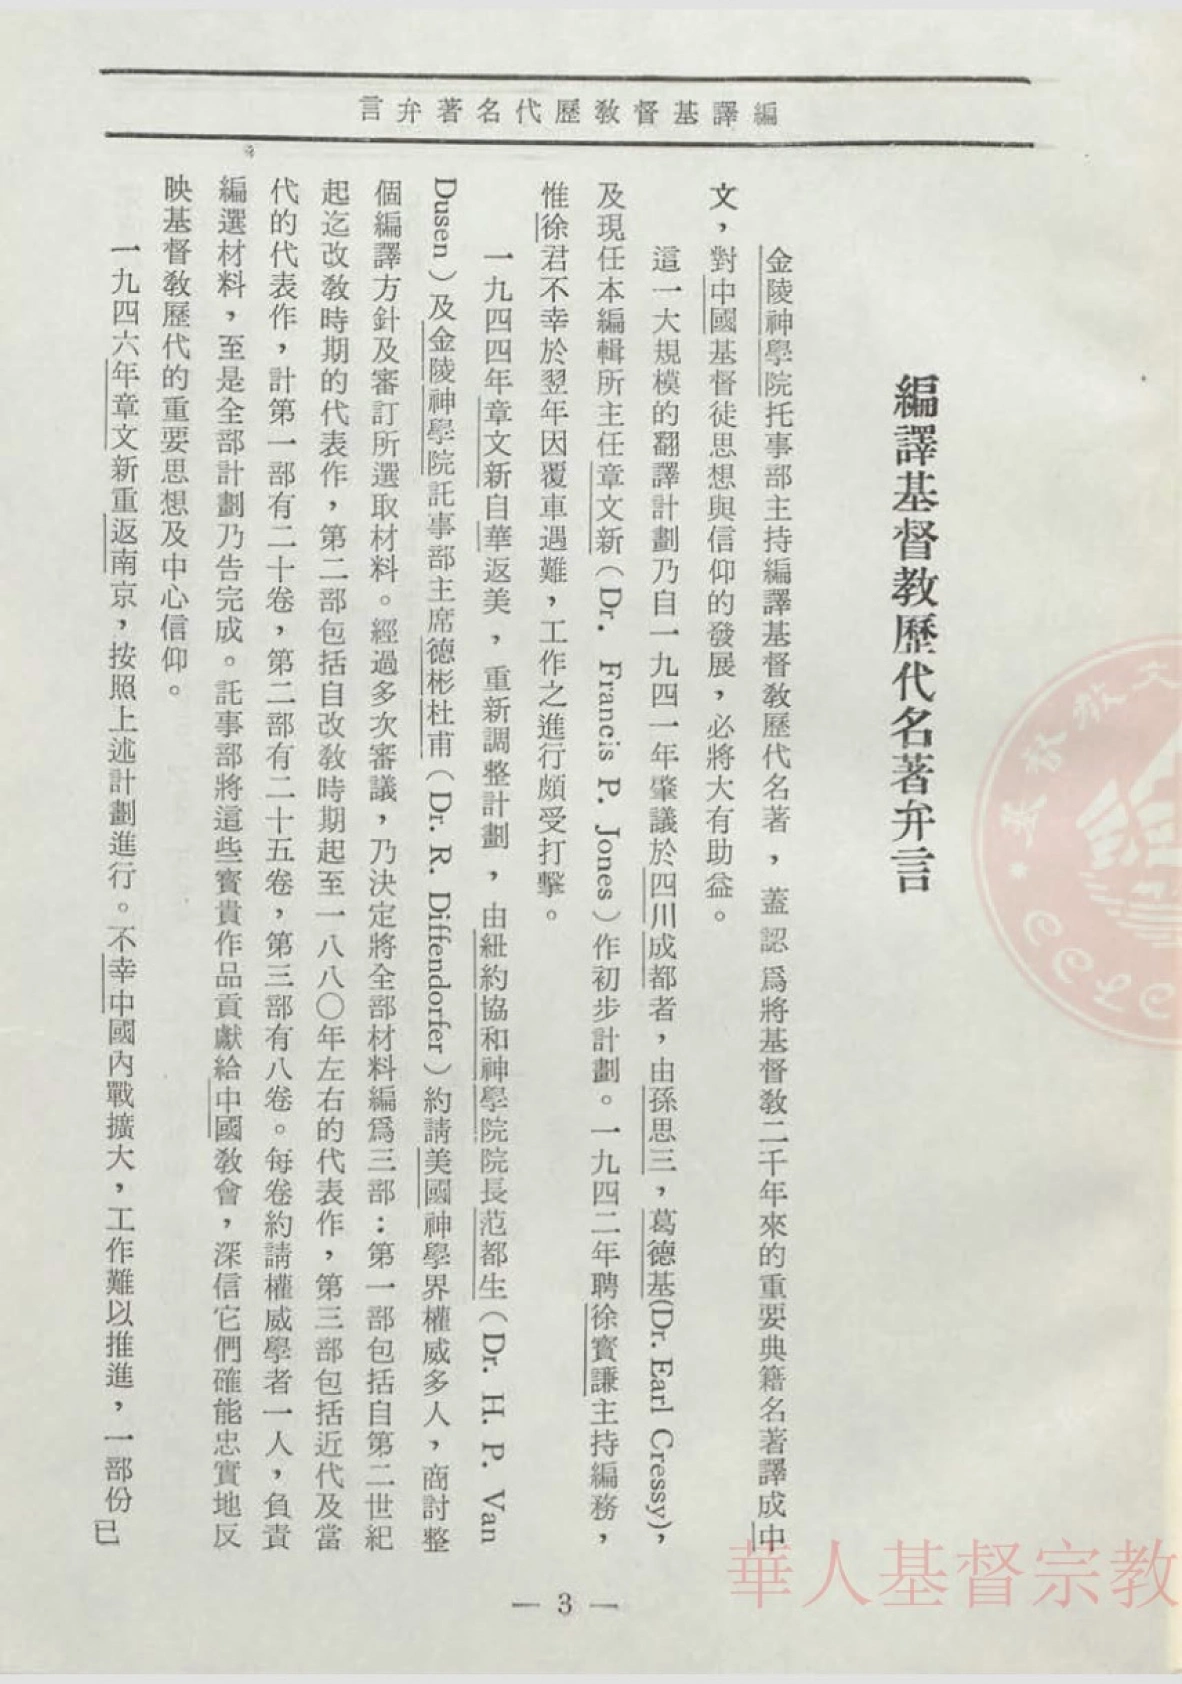 編譯基督教歷代名著弁言
編譯基督教歷代名著弁言
金陵神學院托事部主持編譯基督教歷代名著，蓋認爲將基督教二千年來的重要典籍名著譯成中
文，對中國基督徒思想與信仰的發展，必將大有助益。
這一大規模的翻譯計劃乃自一九四一年肇議於四川成都者，由孫思三，葛德基(Dr. Earl Cressy)，
及現任本編輯所主任章文新（Dr. Francis P. Jones）作初步計劃。一九四二年聘徐寶謙主持編務，
惟徐君不幸於翌年因覆車遇難，工作之進行頗受打擊。
一九四四年章文新自華返美，重新調整計劃，由紐約協和神學院院長范都生（Dr. H. P. Van
Dusen）及金陵神學院託事部主席德彬杜甫（Dr. R. Diffendorfer）約請美國神學界權威多人，商討整
個編譯方針及審訂所選取材料。經過多次審議，乃決定將全部材料編爲三部：第一部包括自第二世紀
起迄改教時期的代表作，第二部包括自改教時期起至一八八〇年左右的代表作，第三部包括近代及當
代的代表作，計第一部有二十卷，第二部有二十五卷，第三部有八卷。每卷約請權威學者一人，負責
編選材料，至是全部計劃乃告完成。託事部將這些寶貴作品貢獻給中國教會，深信它們確能忠實地反
映基督教歷代的重要思想及中心信仰。
一九四六年章文新重返南京，按照上述計劃進行。不幸中國內戰擴大，工作難以推進，一部份已
— 3 —
華人基督宗教